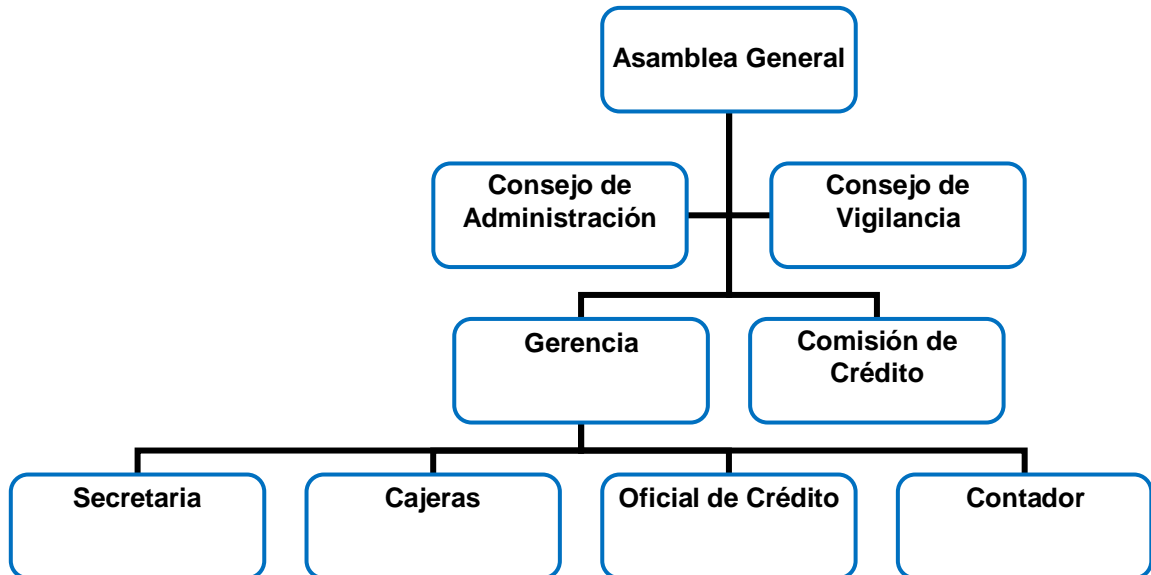 Asamblea General
Consejo de
Administración
Consejo de
Vigilancia
Gerencia
Comisión de
Crédito
Secretaria
Cajeras
Oficial de Crédito
Contador